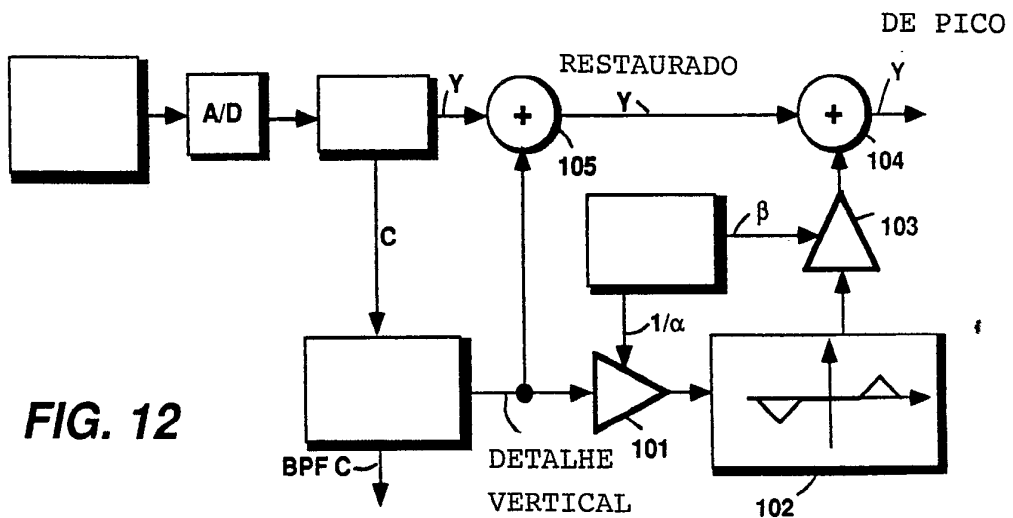 DE PICO
RESTAURADO
Y
Y
Y
A/D
+
+
105
104
C
β
103
1/α
101
102
FIG. 12
BPF C
DETALHE
VERTICAL